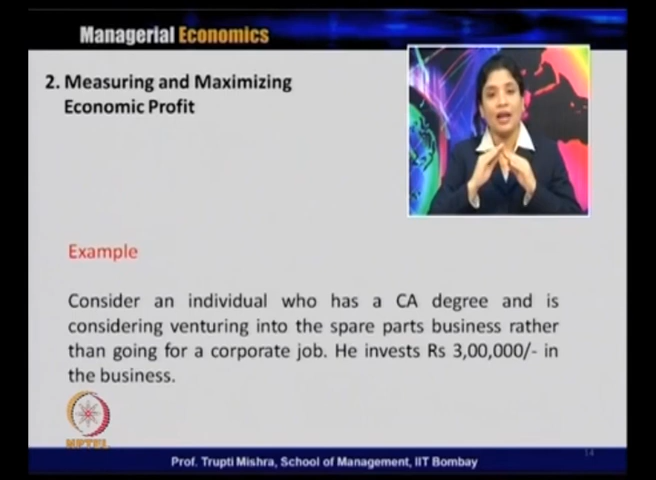 Managerial Economics
2. Measuring and Maximizing
Economic Profit
Example
Consider an individual who has a CA degree and is
considering venturing into the spare parts business rather
than going for a corporate job. He invests Rs 3,00,000/- in
the business.
NPTEL
Prof. Trupti Mishra, School of Management, IIT Bombay
14